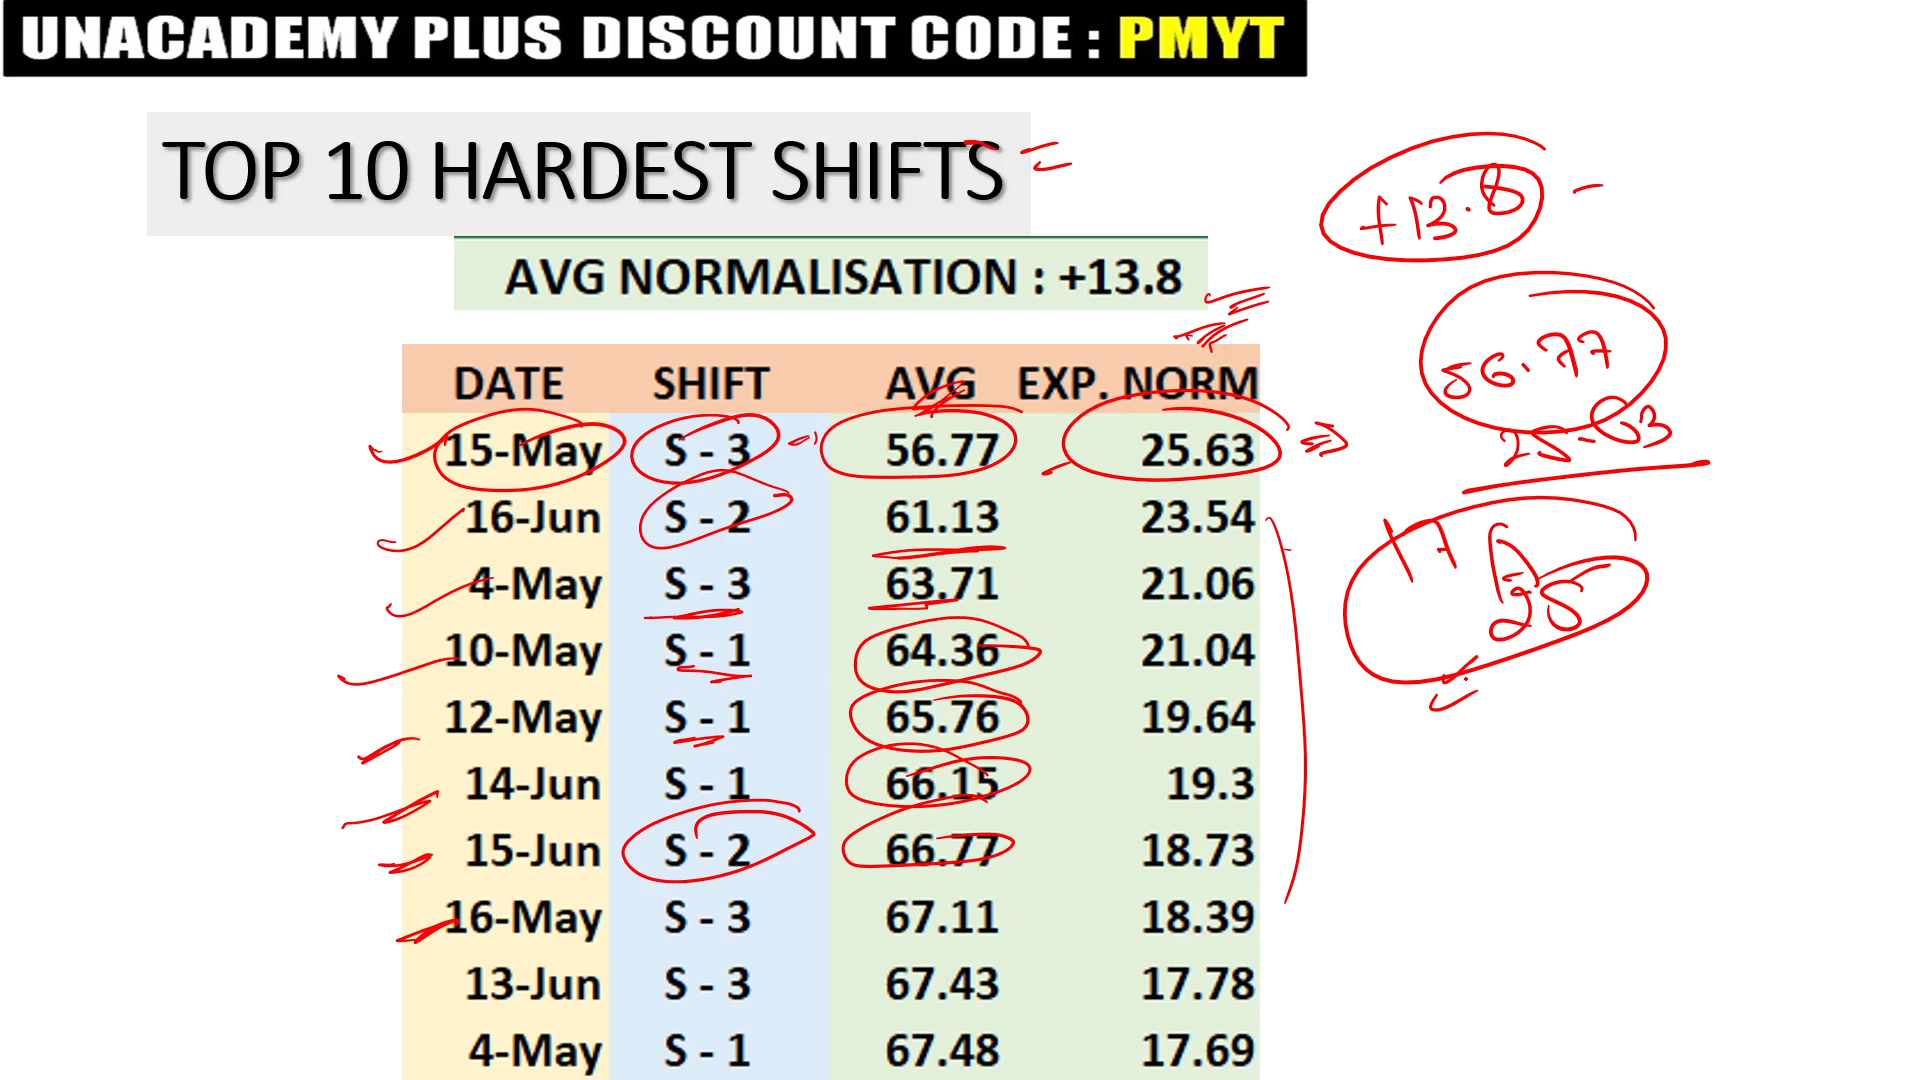 UNACADEMY PLUS DISCOUNT CODE : PMYT
TOP 10 HARDEST SHIFTS
AVG NORMALISATION : +13.8
DATE SHIFT AVG EXP. NORM
15-May S - 3 56.77 25.63
16-Jun S - 2 61.13 23.54
4-May S - 3 63.71 21.06
10-May S - 1 64.36 21.04
12-May S - 1 65.76 19.64
14-Jun S - 1 66.15 19.3
15-Jun S - 2 66.77 18.73
16-May S - 3 67.11 18.39
13-Jun S - 3 67.43 17.78
4-May S - 1 67.48 17.69
+13.8
56.77
25.63
25